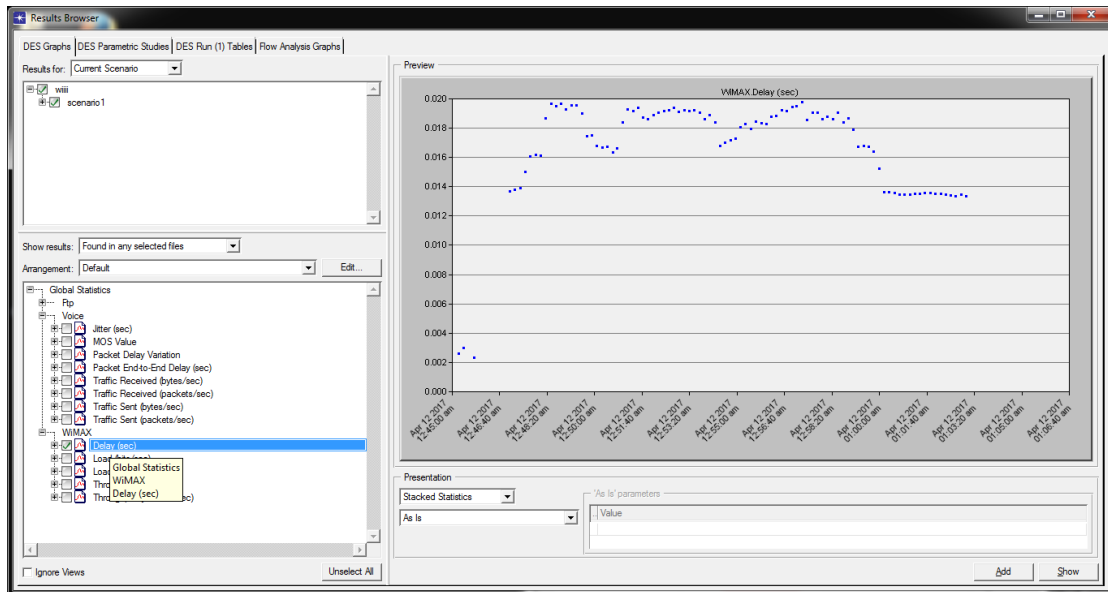 Results Browser
DES Graphs DES Parametric Studies DES Run (1) Tables Flow Analysis Graphs
Results for: Current Scenario
wiii
scenario1
Show results: Found in any selected files
Arrangement: Default Edit...
Global Statistics
Ftp
Voice
Jitter (sec)
MOS Value
Packet Delay Variation
Packet End-to-End Delay (sec)
Traffic Received (bytes/sec)
Traffic Received (packets/sec)
Traffic Sent (bytes/sec)
Traffic Sent (packets/sec)
WiMAX
Delay (sec)
Global Statistics
WiMAX
Delay (sec)
Ignore Views Unselect All
Preview
WiMAX.Delay (sec)
0.020
0.018
0.016
0.014
0.012
0.010
0.008
0.006
0.004
0.002
0.000
Apr 12 2017 12:45:00 am
Apr 12 2017 12:46:40 am
Apr 12 2017 12:48:20 am
Apr 12 2017 12:50:00 am
Apr 12 2017 12:51:40 am
Apr 12 2017 12:53:20 am
Apr 12 2017 12:55:00 am
Apr 12 2017 12:56:40 am
Apr 12 2017 12:58:20 am
Apr 12 2017 01:00:00 am
Apr 12 2017 01:01:40 am
Apr 12 2017 01:03:20 am
Apr 12 2017 01:05:00 am
Apr 12 2017 01:06:40 am
Presentation
Stacked Statistics
As Is
'As Is' parameters
Value
Add Show